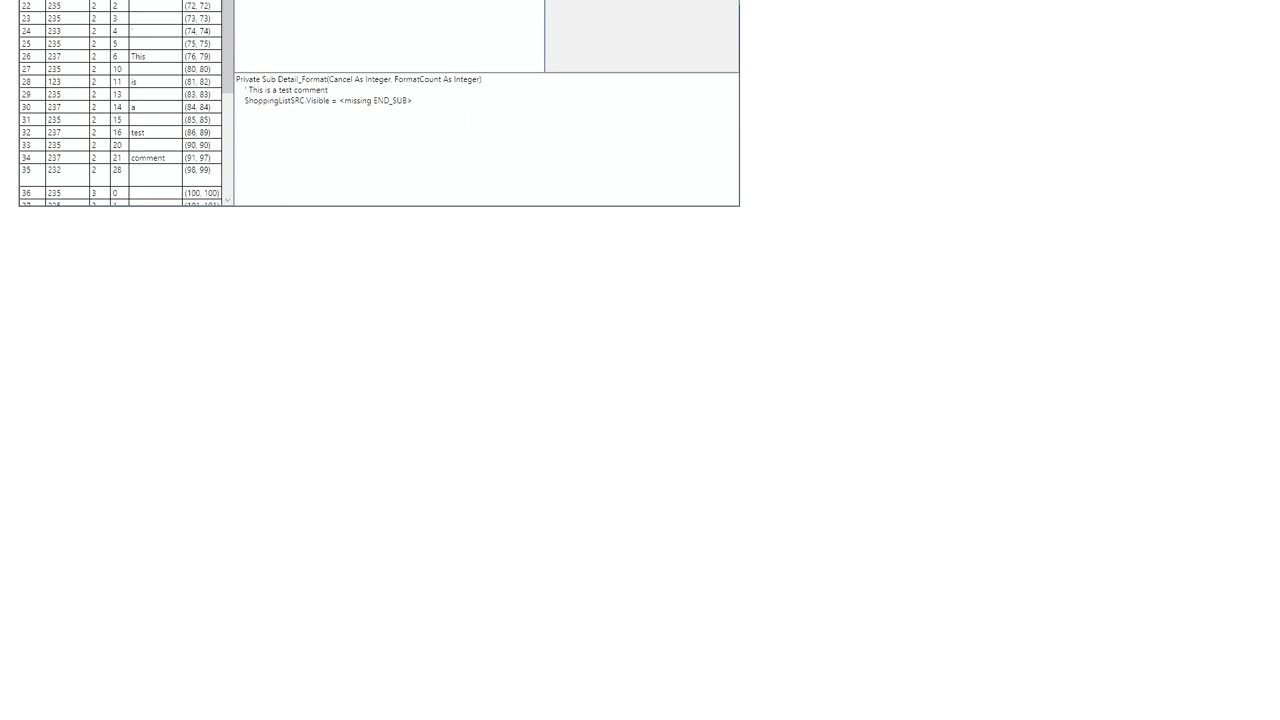 22 235 2 2 (72, 72)
23 235 2 3 (73, 73)
24 233 2 4 ' (74, 74)
25 235 2 5 (75, 75)
26 237 2 6 This (76, 79)
27 235 2 10 (80, 80)
28 123 2 11 is (81, 82)
29 235 2 13 (83, 83)
30 237 2 14 a (84, 84)
31 235 2 15 (85, 85)
32 237 2 16 test (86, 89)
33 235 2 20 (90, 90)
34 237 2 21 comment (91, 97)
35 232 2 28 (98, 99)
36 235 3 0 (100, 100)
Private Sub Detail_Format(Cancel As Integer, FormatCount As Integer)
' This is a test comment
ShoppingListSRC.Visible = <missing END_SUB>